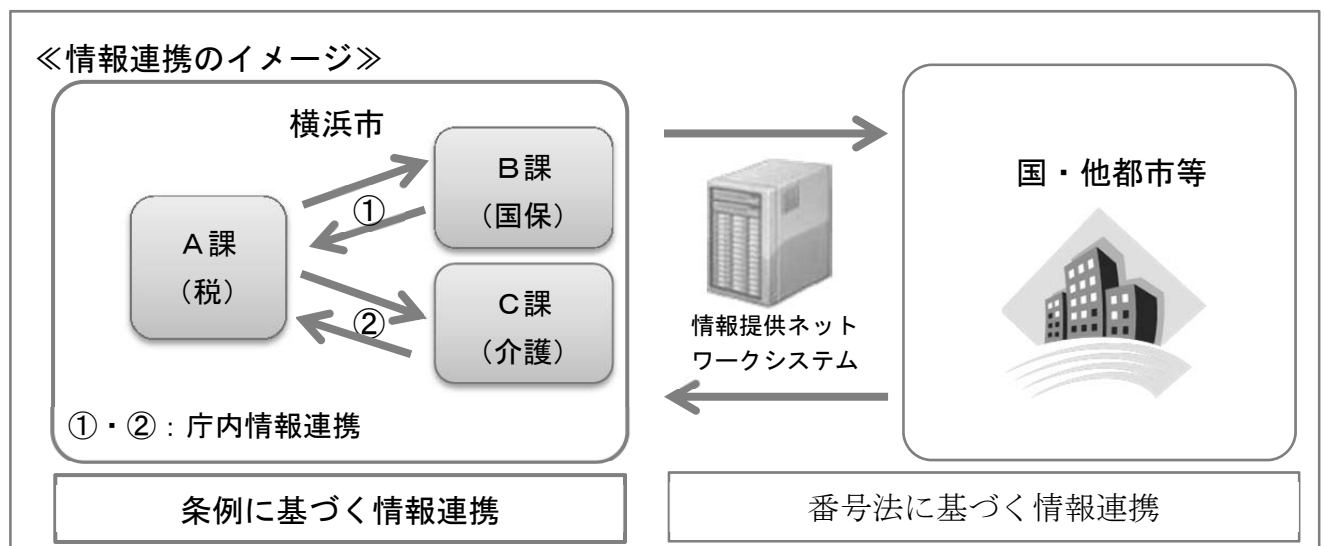 ≪情報連携のイメージ≫
横浜市
A課
(税)
①
B課
(国保)
②
C課
(介護)
①・②:庁内情報連携
条例に基づく情報連携
情報提供ネット
ワークシステム
国・他都市等
番号法に基づく情報連携